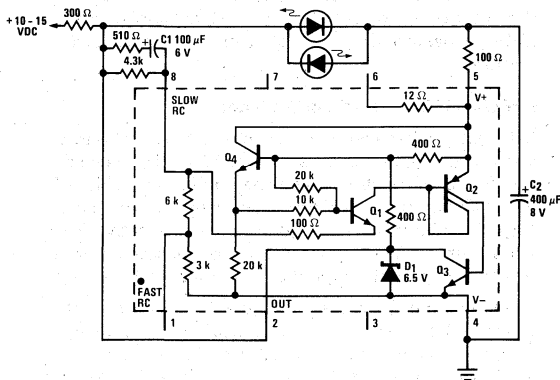 +10 – 15
VDC
300 Ω
510 Ω
+
C1 100 μF
6 V
4.3k
100 Ω
8
7
6
5
SLOW
RC
12 Ω
V+
Q4
400 Ω
20 k
Q2
6 k
10 k
Q1
400 Ω
100 Ω
+
C2
400 μF
8 V
3 k
20 k
D1
6.5 V
Q3
FAST
RC
OUT
V–
1
2
3
4